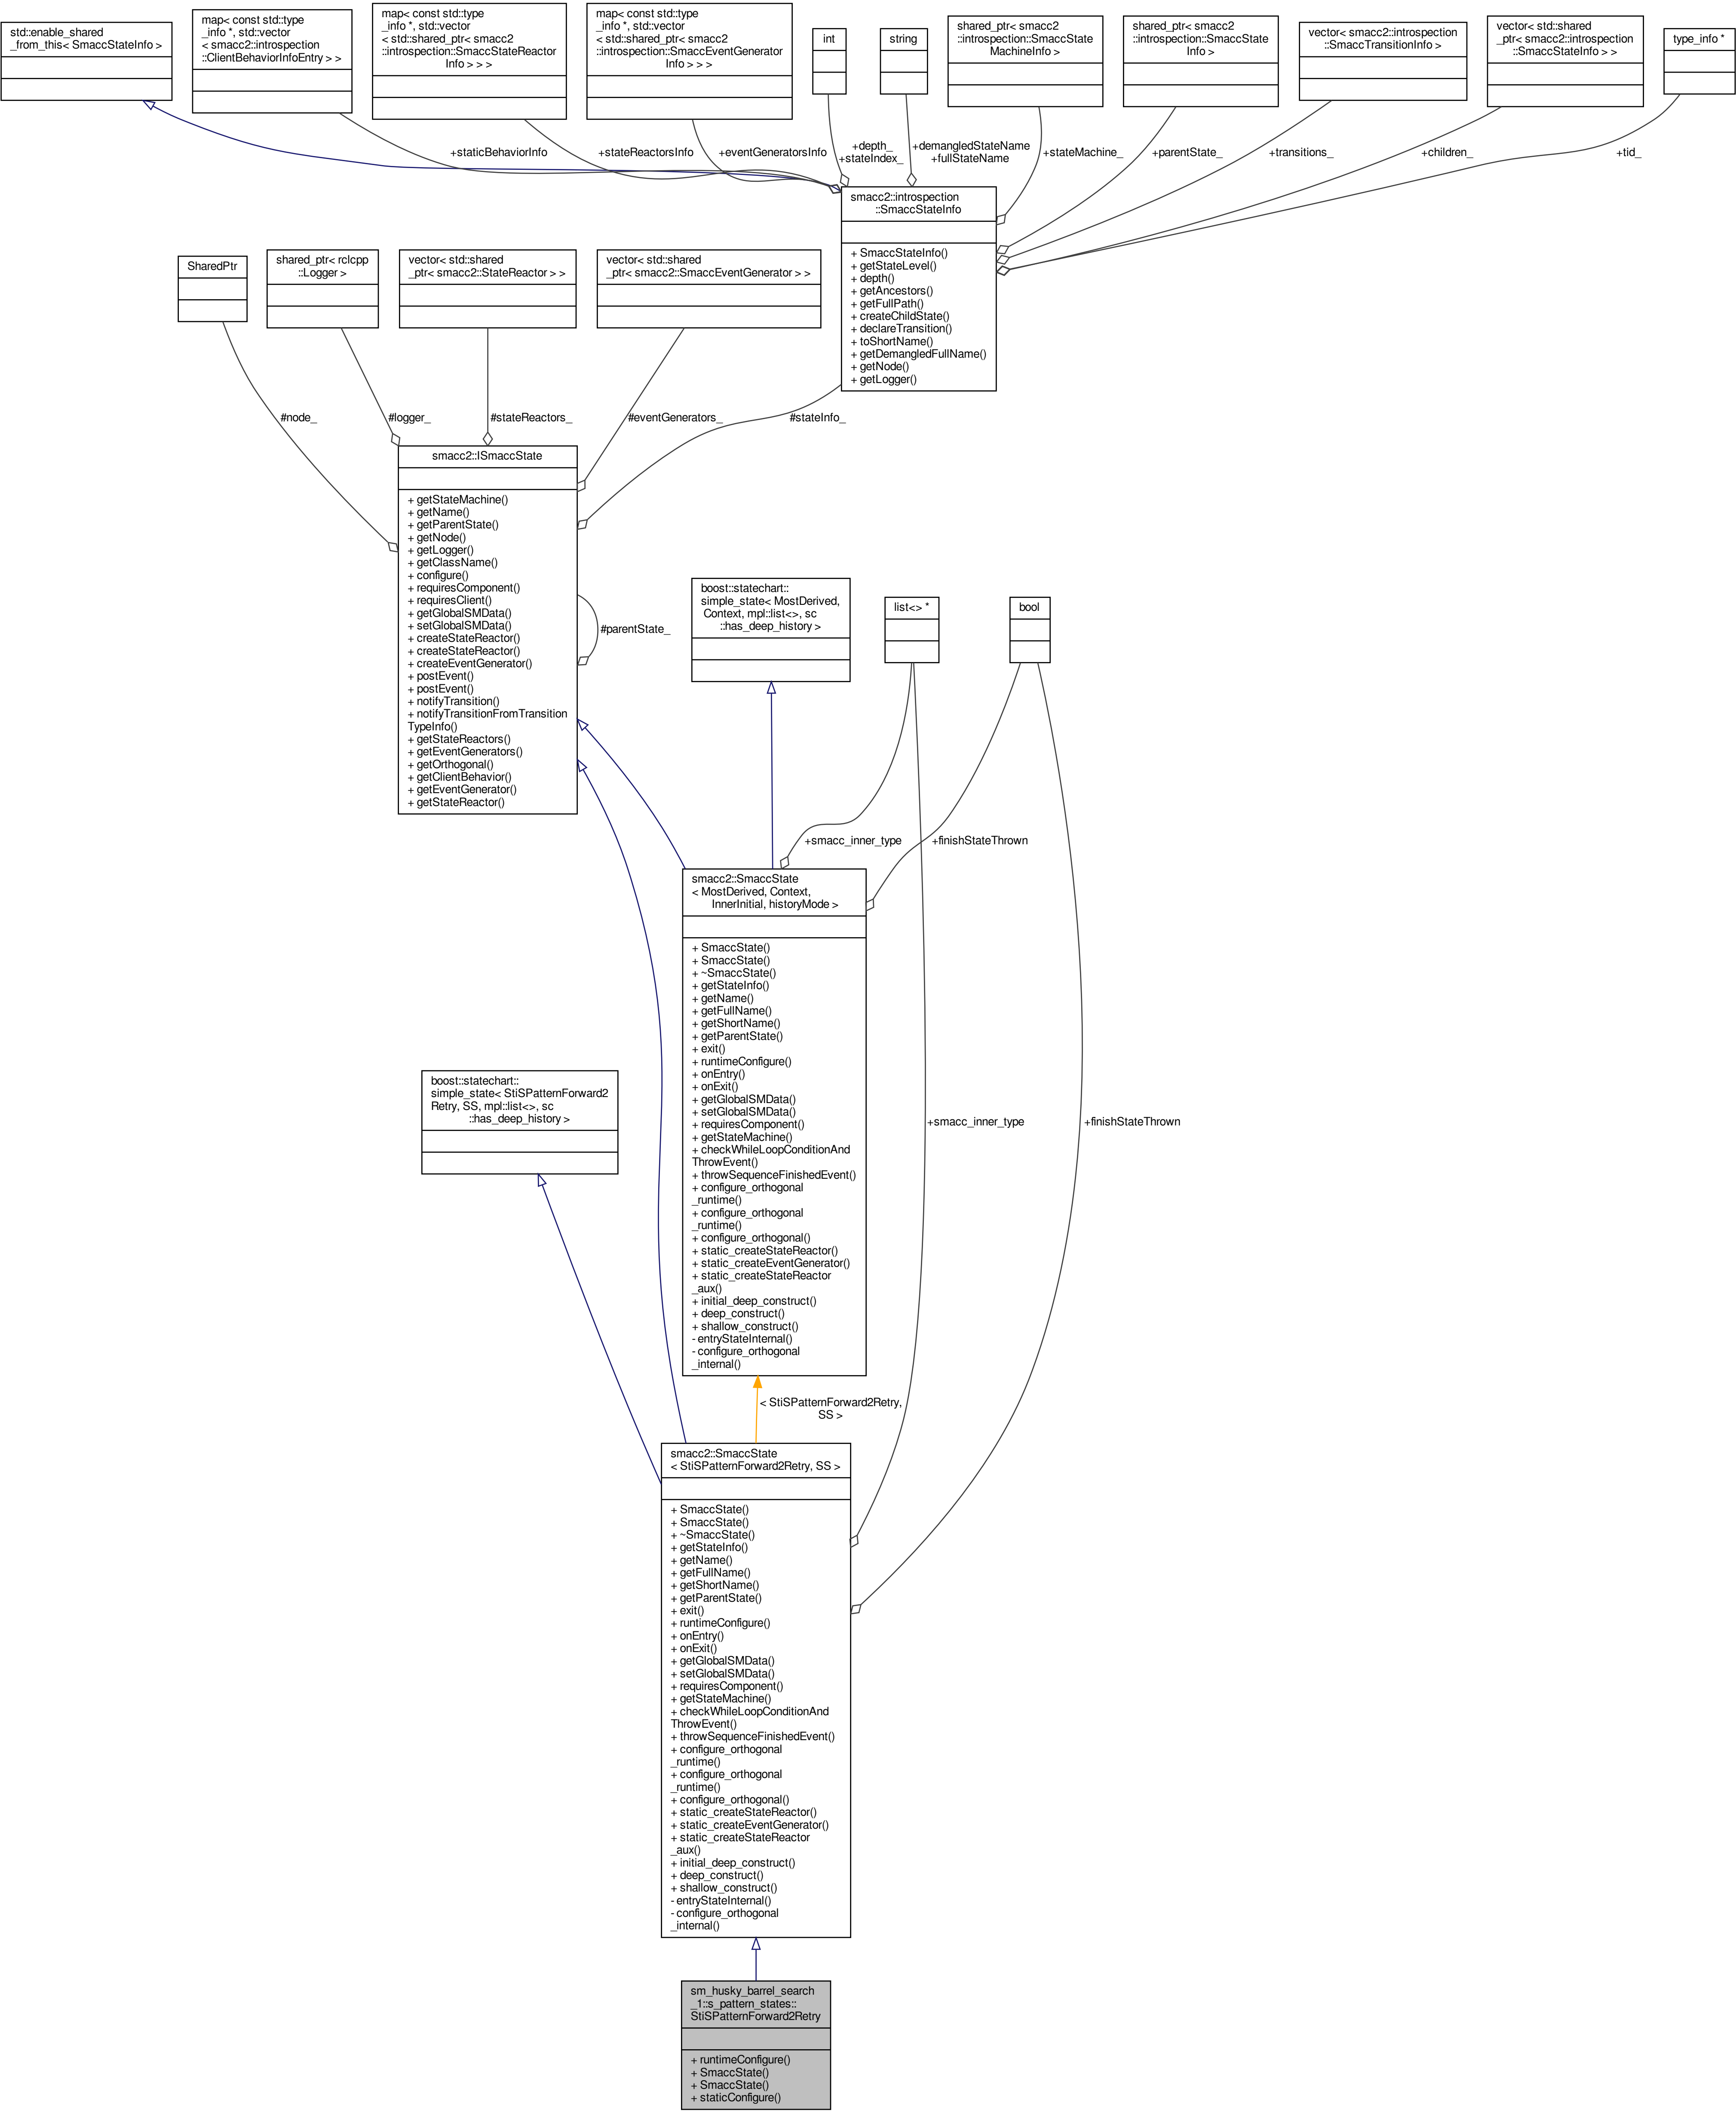 std::enable_shared
_from_this< SmaccStateInfo >
map< const std::type
_info *, std::vector
< smacc2::introspection
::ClientBehaviorInfoEntry > >
map< const std::type
_info *, std::vector
< std::shared_ptr< smacc2
::introspection::SmaccStateReactor
Info > > >
map< const std::type
_info *, std::vector
< std::shared_ptr< smacc2
::introspection::SmaccEventGenerator
Info > > >
int
string
shared_ptr< smacc2
::introspection::SmaccState
MachineInfo >
shared_ptr< smacc2
::introspection::SmaccState
Info >
vector< smacc2::introspection
::SmaccTransitionInfo >
vector< std::shared
_ptr< smacc2::introspection
::SmaccStateInfo > >
type_info *
+staticBehaviorInfo
+stateReactorsInfo
+eventGeneratorsInfo
+depth_
+stateIndex_
+demangledStateName
+fullStateName
+stateMachine_
+parentState_
+transitions_
+children_
+tid_
smacc2::introspection
::SmaccStateInfo
+ SmaccStateInfo()
+ getStateLevel()
+ depth()
+ getAncestors()
+ getFullPath()
+ createChildState()
+ declareTransition()
+ toShortName()
+ getDemangledFullName()
+ getNode()
+ getLogger()
SharedPtr
shared_ptr< rclcpp
::Logger >
vector< std::shared
_ptr< smacc2::StateReactor > >
vector< std::shared
_ptr< smacc2::SmaccEventGenerator > >
#node_
#logger_
#stateReactors_
#eventGenerators_
#stateInfo_
smacc2::ISmaccState
+ getStateMachine()
+ getName()
+ getParentState()
+ getNode()
+ getLogger()
+ getClassName()
+ configure()
+ requiresComponent()
+ requiresClient()
+ getGlobalSMData()
+ setGlobalSMData()
+ createStateReactor()
+ createStateReactor()
+ createEventGenerator()
+ postEvent()
+ postEvent()
+ notifyTransition()
+ notifyTransitionFromTransition
TypeInfo()
+ getStateReactors()
+ getEventGenerators()
+ getOrthogonal()
+ getClientBehavior()
+ getEventGenerator()
+ getStateReactor()
#parentState_
boost::statechart::
simple_state< MostDerived,
Context, mpl::list<>, sc
::has_deep_history >
list<> *
bool
+smacc_inner_type
+finishStateThrown
smacc2::SmaccState
< MostDerived, Context,
InnerInitial, historyMode >
+ SmaccState()
+ SmaccState()
+ ~SmaccState()
+ getStateInfo()
+ getName()
+ getFullName()
+ getShortName()
+ getParentState()
+ exit()
+ runtimeConfigure()
+ onEntry()
+ onExit()
+ getGlobalSMData()
+ setGlobalSMData()
+ requiresComponent()
+ getStateMachine()
+ checkWhileLoopConditionAnd
ThrowEvent()
+ throwSequenceFinishedEvent()
+ configure_orthogonal
_runtime()
+ configure_orthogonal
_runtime()
+ configure_orthogonal()
+ static_createStateReactor()
+ static_createEventGenerator()
+ static_createStateReactor
_aux()
+ initial_deep_construct()
+ deep_construct()
+ shallow_construct()
- entryStateInternal()
- configure_orthogonal
_internal()
boost::statechart::
simple_state< StiSPatternForward2
Retry, SS, mpl::list<>, sc
::has_deep_history >
+smacc_inner_type
+finishStateThrown
< StiSPatternForward2Retry,
SS >
smacc2::SmaccState
< StiSPatternForward2Retry, SS >
+ SmaccState()
+ SmaccState()
+ ~SmaccState()
+ getStateInfo()
+ getName()
+ getFullName()
+ getShortName()
+ getParentState()
+ exit()
+ runtimeConfigure()
+ onEntry()
+ onExit()
+ getGlobalSMData()
+ setGlobalSMData()
+ requiresComponent()
+ getStateMachine()
+ checkWhileLoopConditionAnd
ThrowEvent()
+ throwSequenceFinishedEvent()
+ configure_orthogonal
_runtime()
+ configure_orthogonal
_runtime()
+ configure_orthogonal()
+ static_createStateReactor()
+ static_createEventGenerator()
+ static_createStateReactor
_aux()
+ initial_deep_construct()
+ deep_construct()
+ shallow_construct()
- entryStateInternal()
- configure_orthogonal
_internal()
sm_husky_barrel_search
_1::s_pattern_states::
StiSPatternForward2Retry
+ runtimeConfigure()
+ SmaccState()
+ SmaccState()
+ staticConfigure()